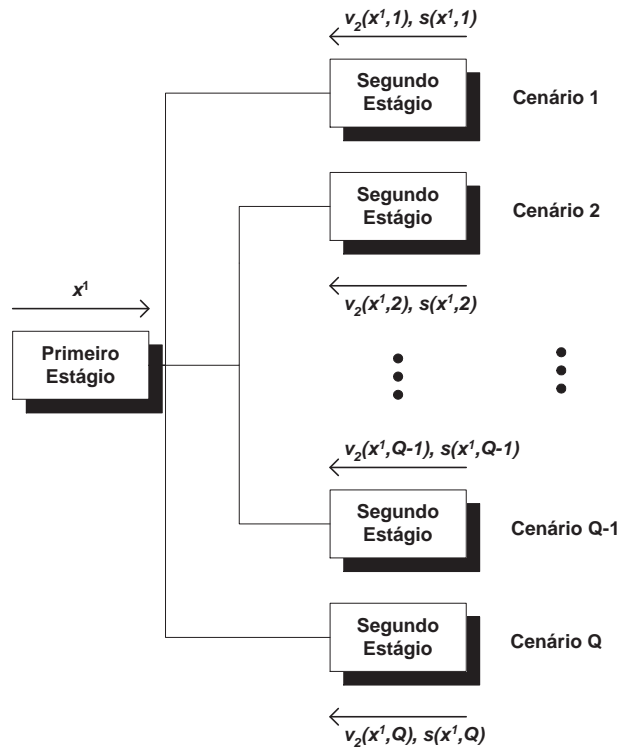 v₂(x¹,1), s(x¹,1)
Segundo
Estágio
Cenário 1
Segundo
Estágio
Cenário 2
v₂(x¹,2), s(x¹,2)
x¹
Primeiro
Estágio
v₂(x¹,Q-1), s(x¹,Q-1)
Segundo
Estágio
Cenário Q-1
Segundo
Estágio
Cenário Q
v₂(x¹,Q), s(x¹,Q)